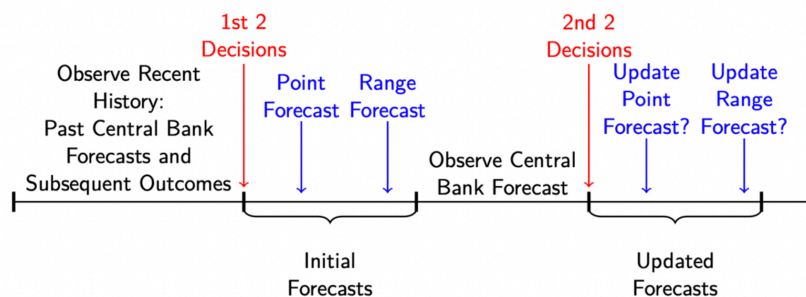 1st 2
Decisions
2nd 2
Decisions
Observe Recent
History:
Past Central Bank
Forecasts and
Subsequent Outcomes
Point
Forecast
Range
Forecast
Observe Central
Bank Forecast
Update
Point
Forecast?
Update
Range
Forecast?
Initial
Forecasts
Updated
Forecasts